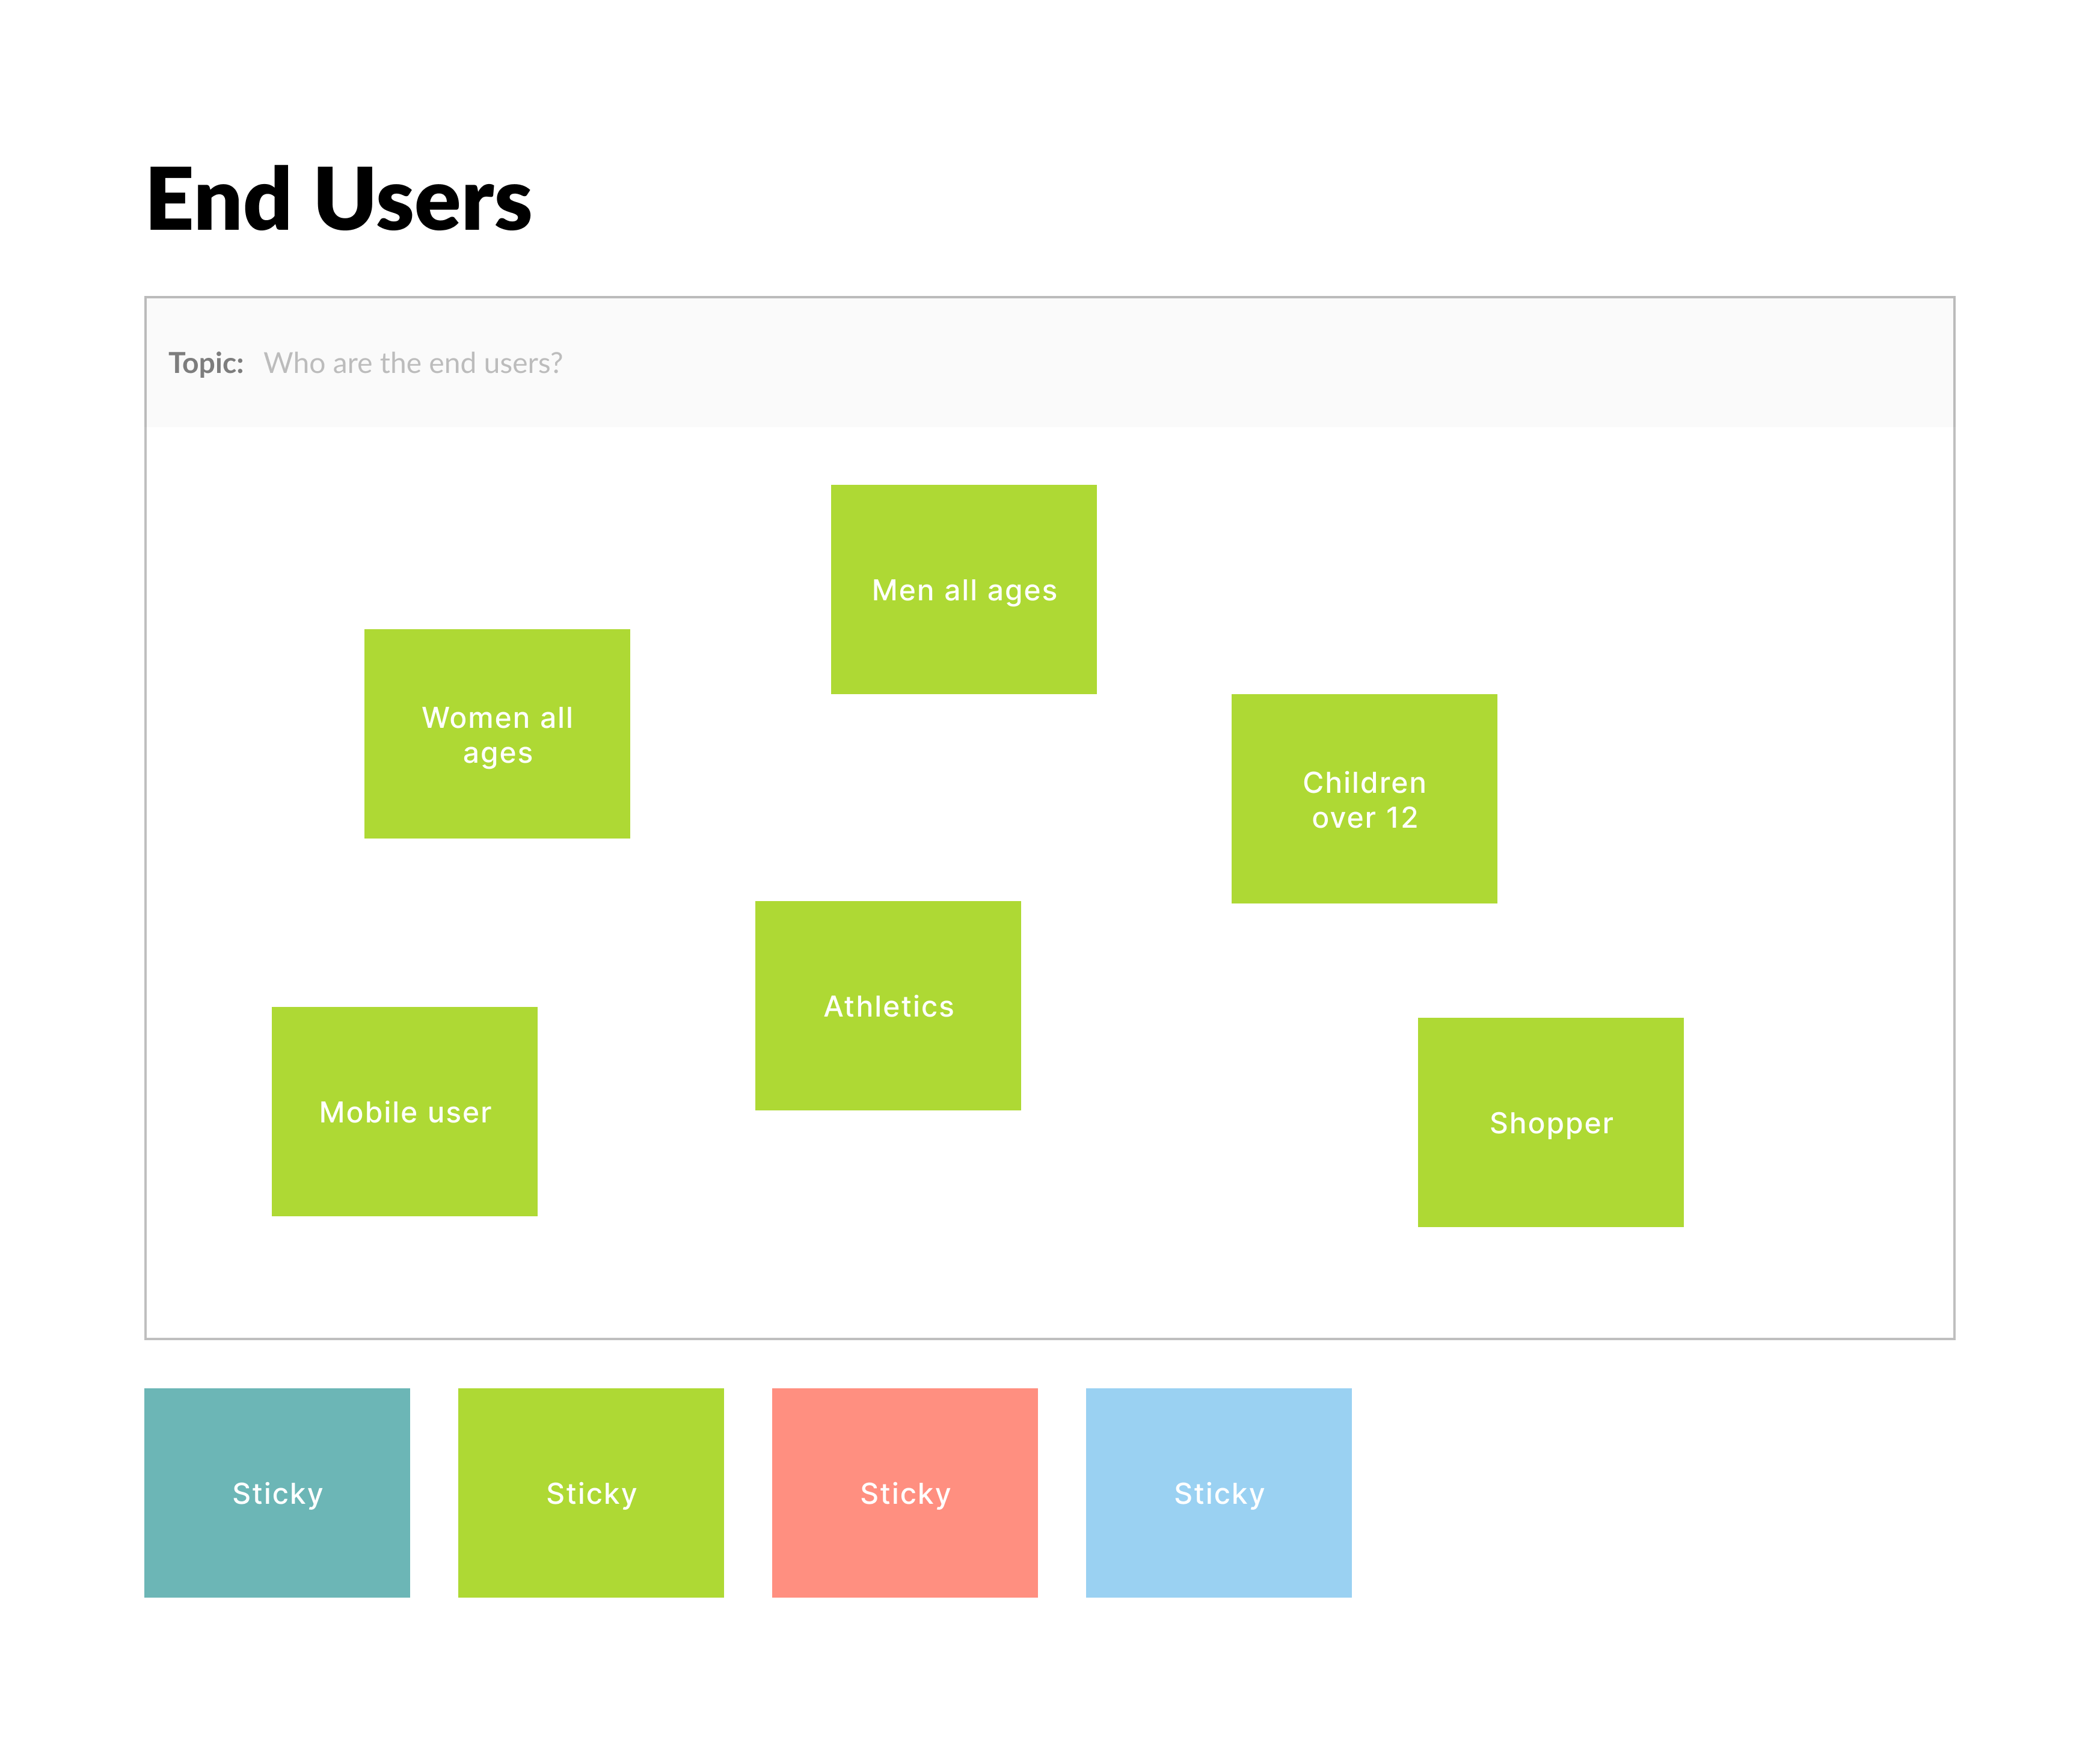 End Users
Topic: Who are the end users?
Men all ages
Women all
ages
Children
over 12
Athletics
Mobile user
Shopper
Sticky
Sticky
Sticky
Sticky